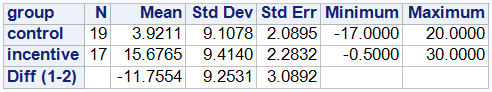 group N Mean Std Dev Std Err Minimum Maximum
control 19 3.9211 9.1078 2.0895 -17.0000 20.0000
incentive 17 15.6765 9.4140 2.2832 -0.5000 30.0000
Diff (1-2) -11.7554 9.2531 3.0892